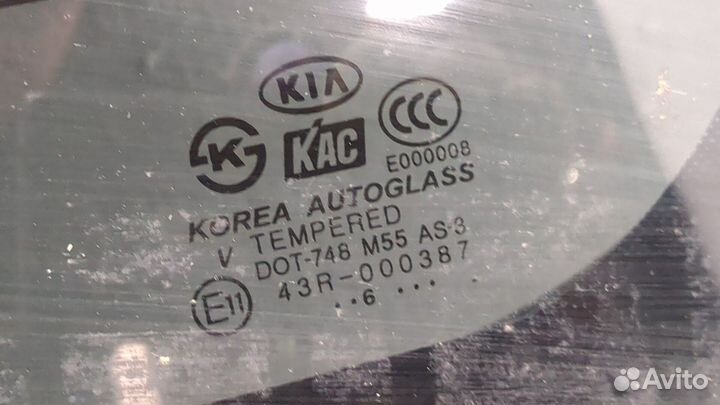 KIA
K
KAC
CCC
E000008
KOREA AUTOGLASS
V TEMPERED
DOT-748 M55 AS-3
E11 43R-000387
..6 ... .
Avito